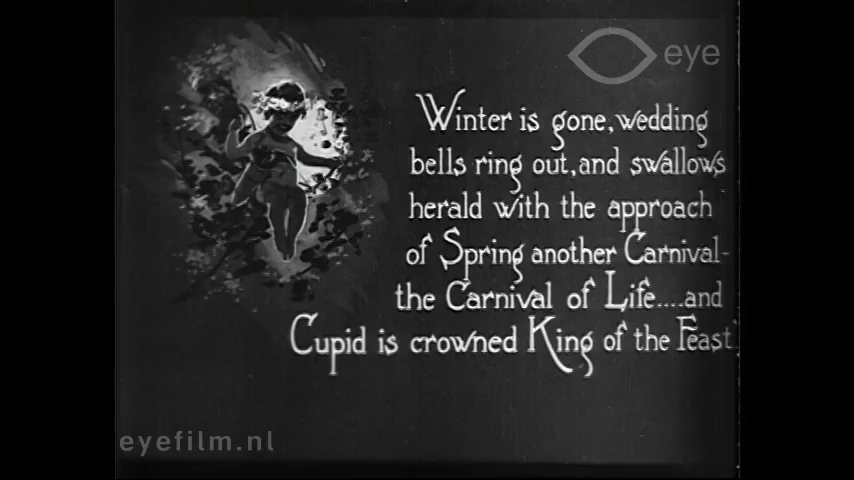 eye
Winter is gone, wedding
bells ring out, and swallows
herald with the approach
of Spring another Carnival-
the Carnival of Life....and
Cupid is crowned King of the Feast.
eyefilm.nl